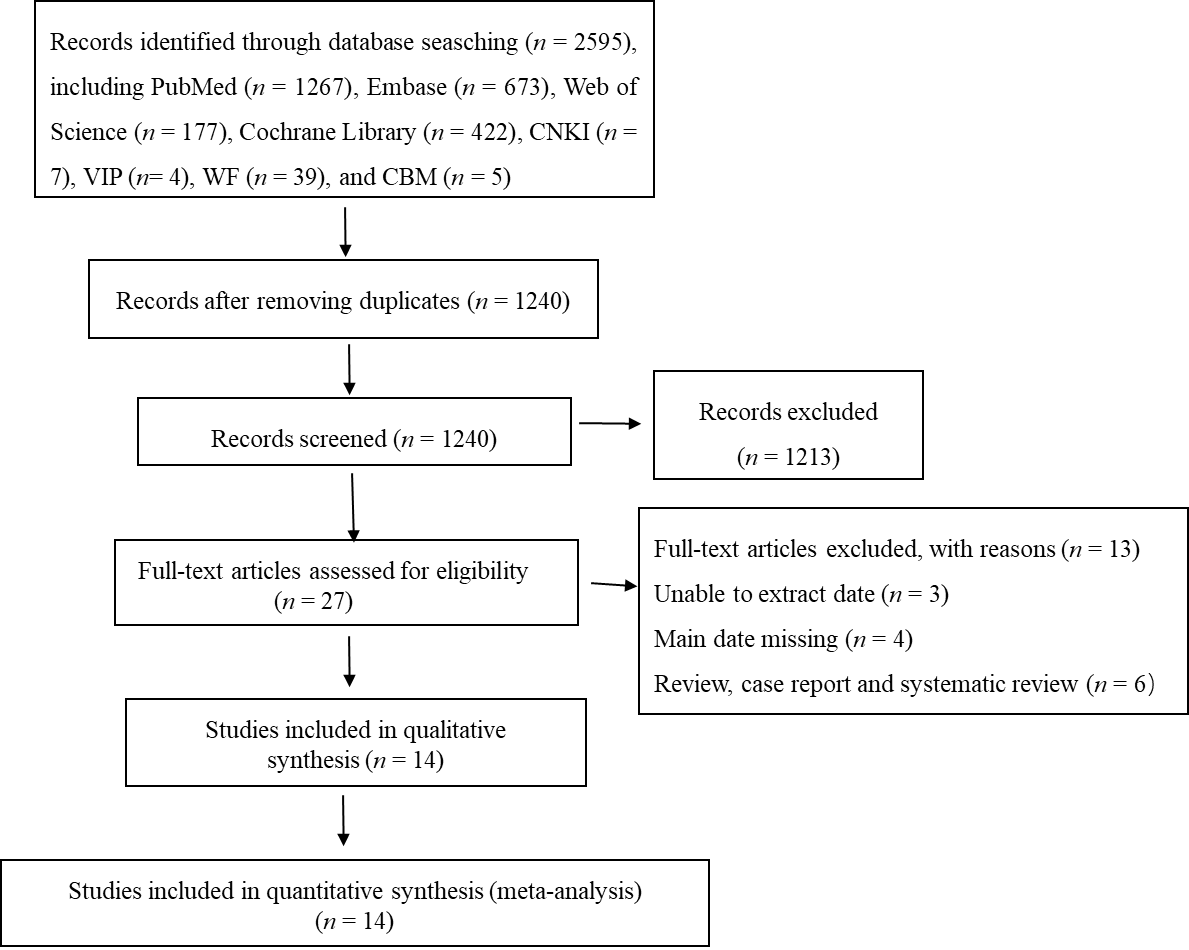 Records identified through database seasching (n = 2595),
including PubMed (n = 1267), Embase (n = 673), Web of
Science (n = 177), Cochrane Library (n = 422), CNKI (n =
7), VIP (n= 4), WF (n = 39), and CBM (n = 5)
Records after removing duplicates (n = 1240)
Records screened (n = 1240)
Records excluded
(n = 1213)
Full-text articles assessed for eligibility
(n = 27)
Full-text articles excluded, with reasons (n = 13)
Unable to extract date (n = 3)
Main date missing (n = 4)
Review, case report and systematic review (n = 6)
Studies included in qualitative
synthesis (n = 14)
Studies included in quantitative synthesis (meta-analysis)
(n = 14)